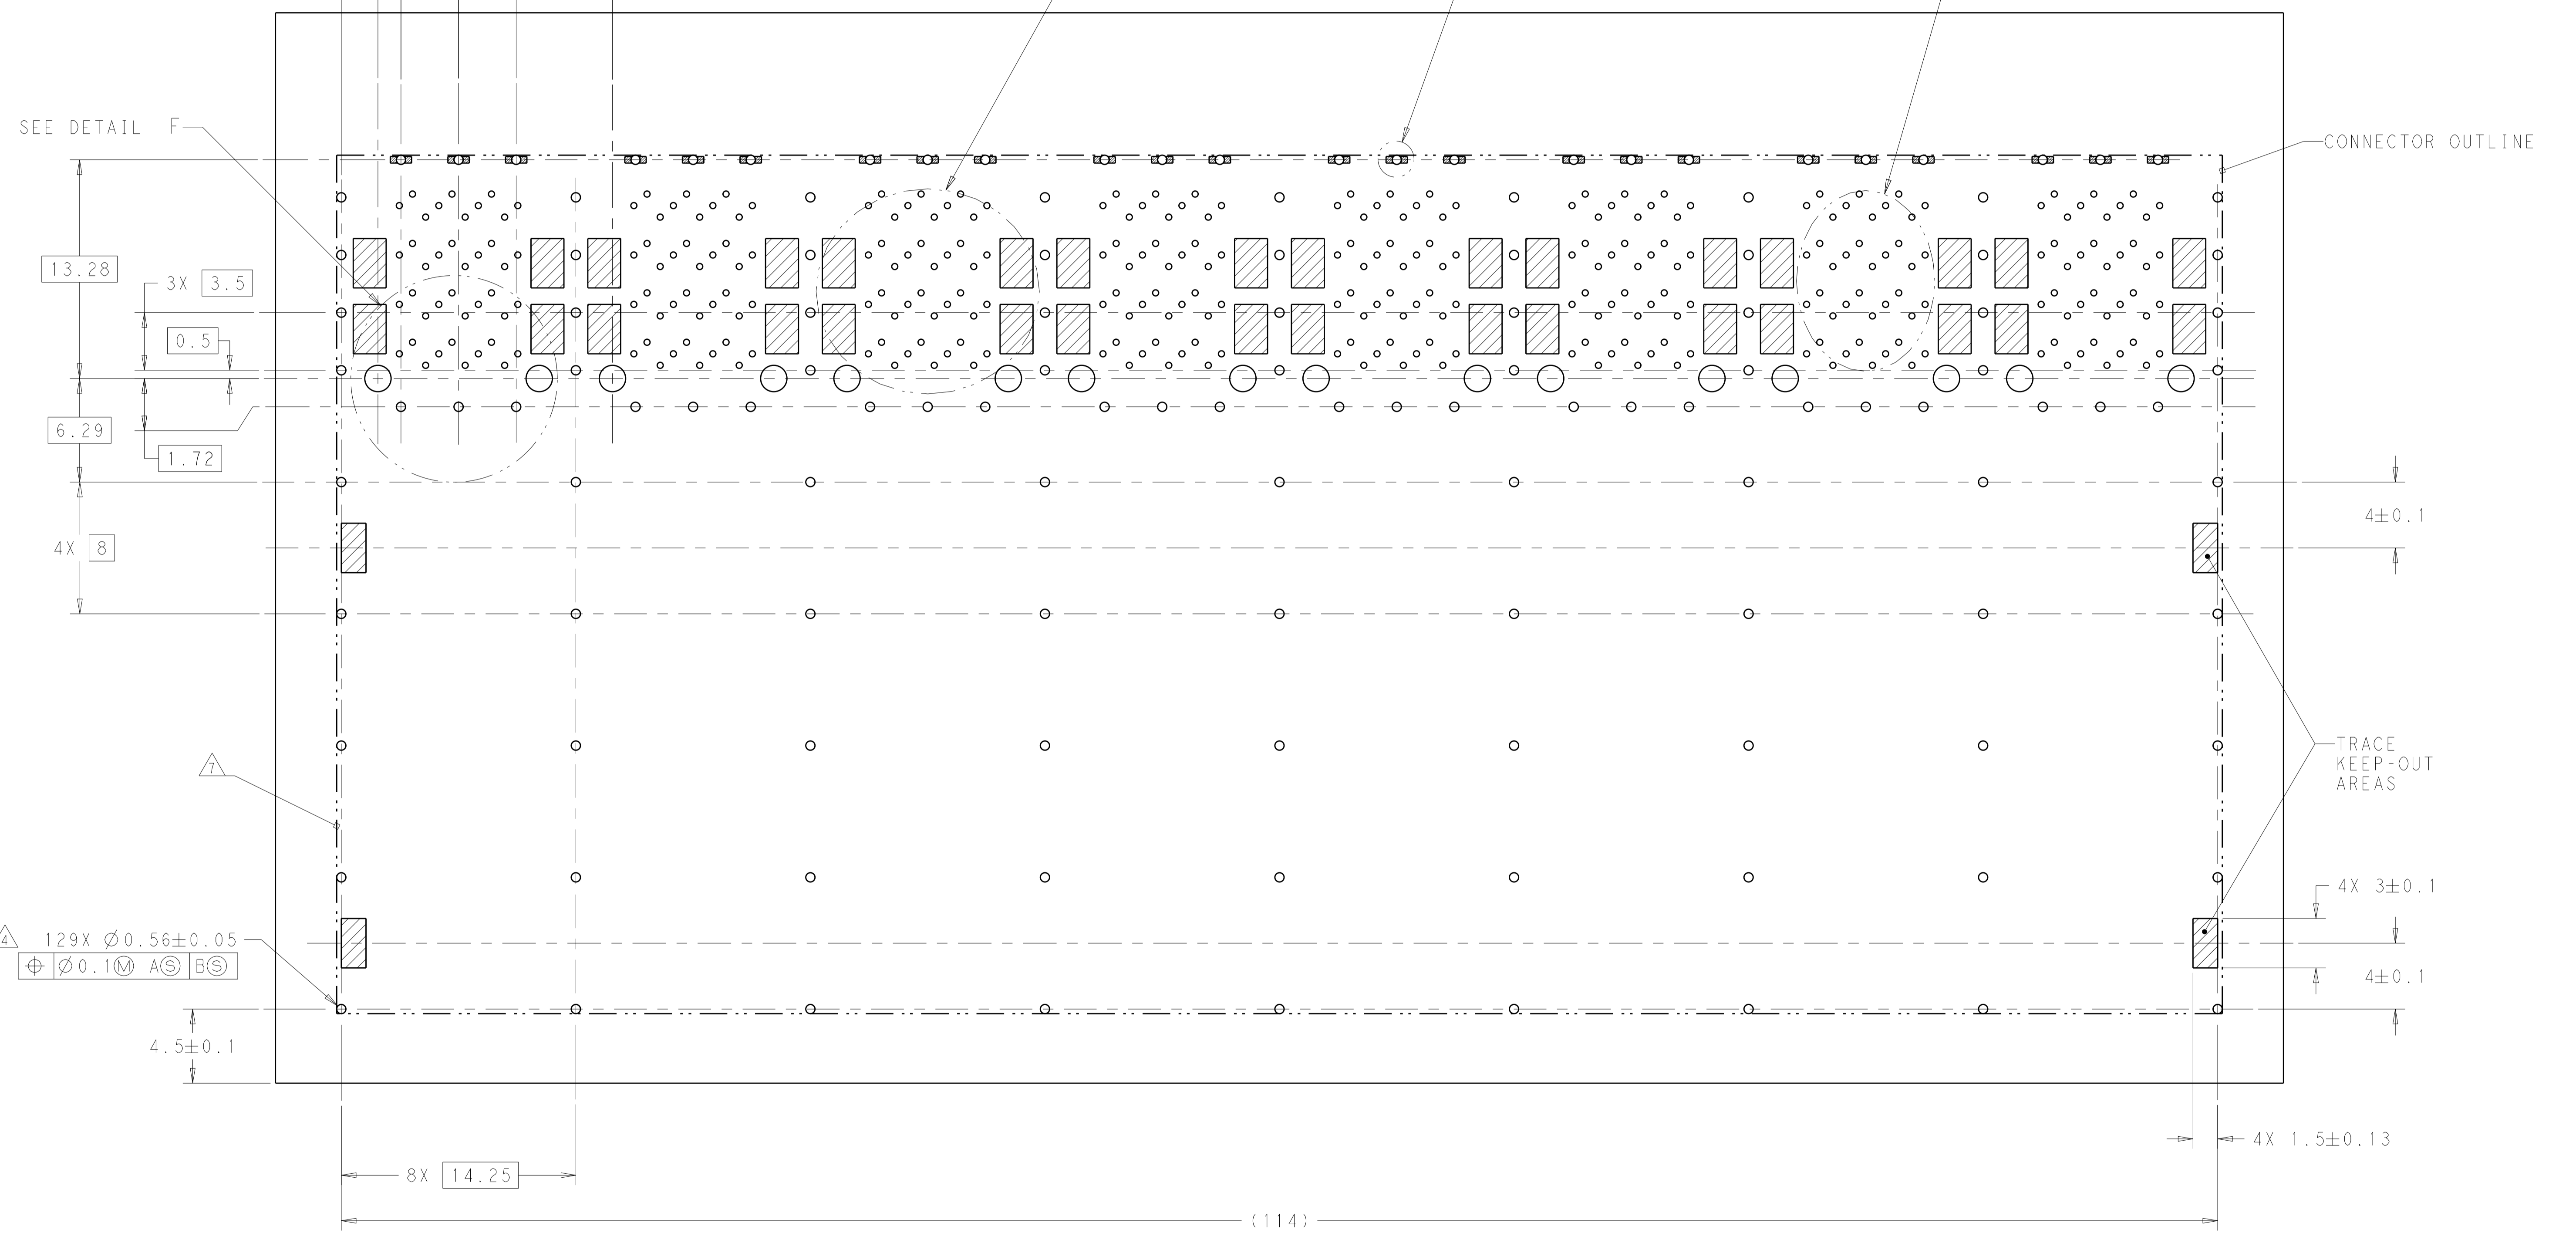 SEE DETAIL F
CONNECTOR OUTLINE
13.28
3X 3.5
0.5
6.29
1.72
4±0.1
4X 8
7
TRACE
KEEP-OUT
AREAS
4X 3±0.1
4 129X Ø0.56±0.05
⌖ Ø0.1Ⓜ AⓈ BⓈ
4±0.1
4.5±0.1
4X 1.5±0.13
8X 14.25
(114)